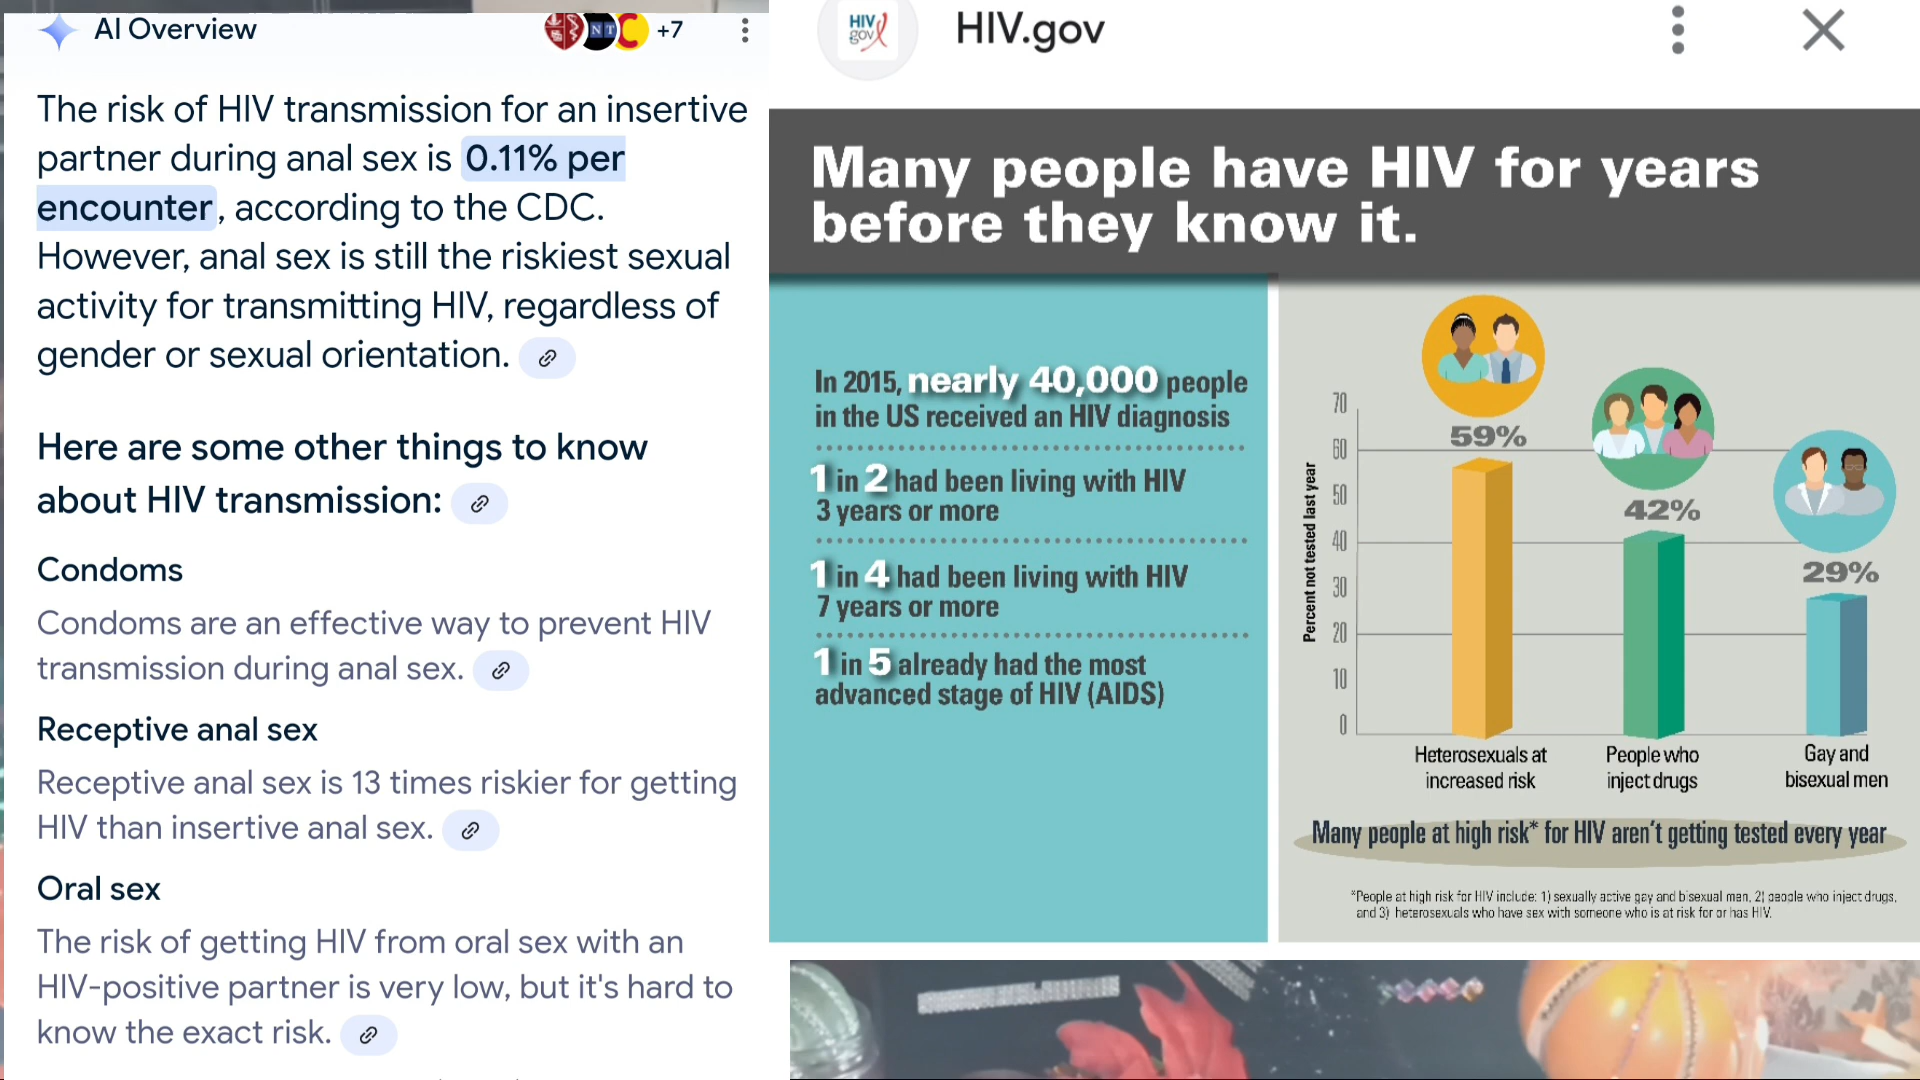 AI Overview
NT
C
+7
The risk of HIV transmission for an insertive
partner during anal sex is 0.11% per
encounter, according to the CDC.
However, anal sex is still the riskiest sexual
activity for transmitting HIV, regardless of
gender or sexual orientation.
Here are some other things to know
about HIV transmission:
Condoms
Condoms are an effective way to prevent HIV
transmission during anal sex.
Receptive anal sex
Receptive anal sex is 13 times riskier for getting
HIV than insertive anal sex.
Oral sex
The risk of getting HIV from oral sex with an
HIV-positive partner is very low, but it's hard to
know the exact risk.
HIV
gov
HIV.gov
Many people have HIV for years
before they know it.
In 2015, nearly 40,000 people
in the US received an HIV diagnosis
1 in 2 had been living with HIV
3 years or more
1 in 4 had been living with HIV
7 years or more
1 in 5 already had the most
advanced stage of HIV (AIDS)
Percent not tested last year
70
60
50
40
30
20
10
0
59%
42%
29%
Heterosexuals at
increased risk
People who
inject drugs
Gay and
bisexual men
Many people at high risk* for HIV aren't getting tested every year
*People at high risk for HIV include: 1) sexually active gay and bisexual men, 2) people who inject drugs,
and 3) heterosexuals who have sex with someone who is at risk for or has HIV.